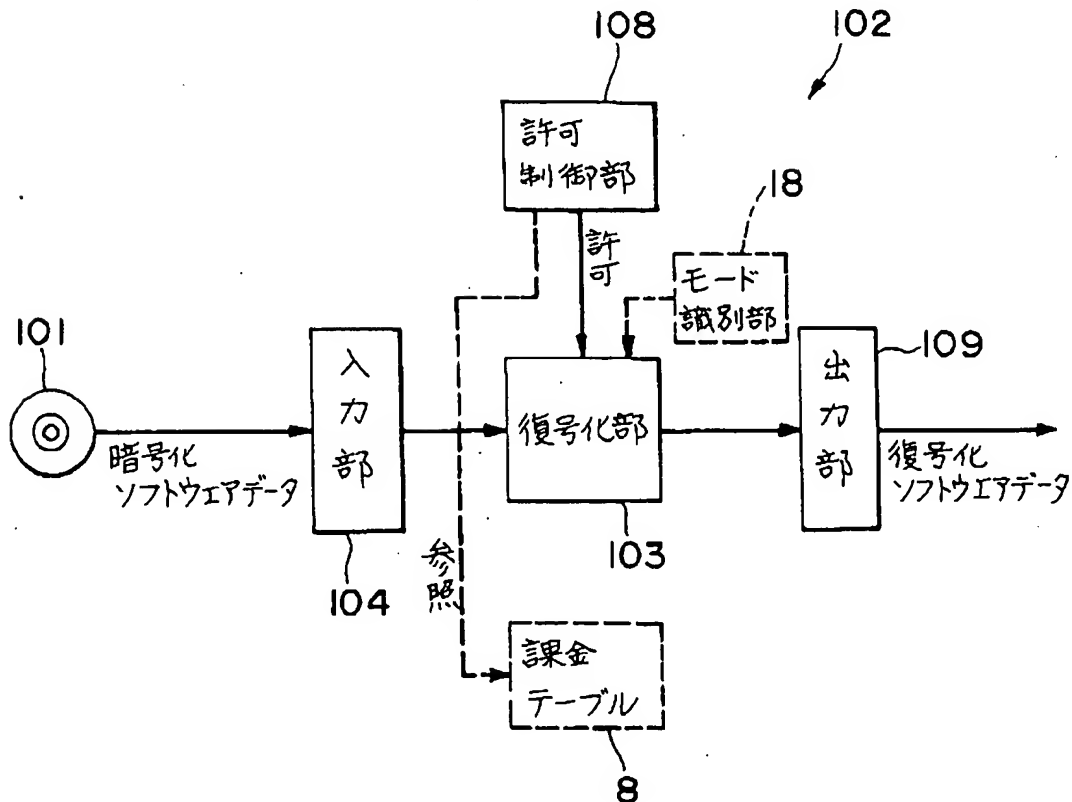 108
102
許可
制御部
18
許可
モード
識別部
101
入力部
109
出力部
復号化部
暗号化
ソフトウェアデータ
復号化
ソフトウェアデータ
103
参照
104
課金
テーブル
8